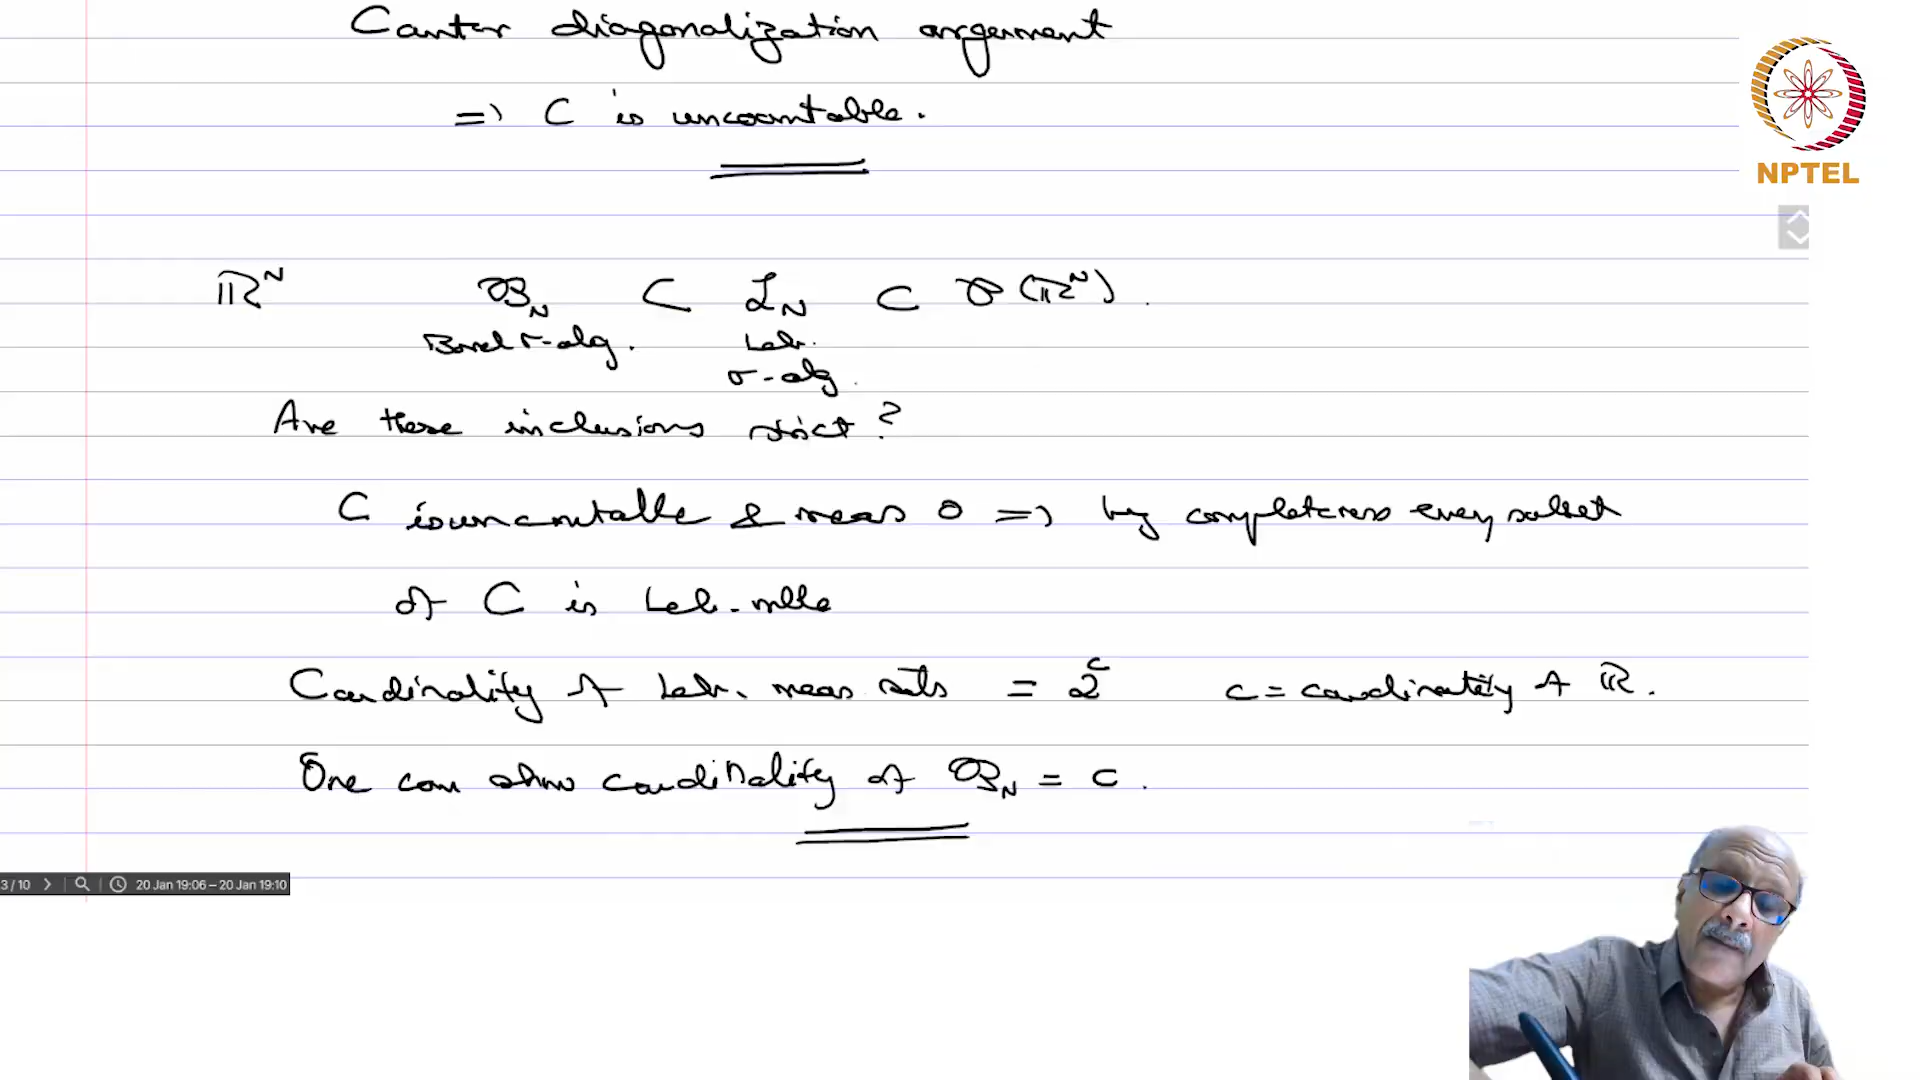 Cantor diagonalization argument
=> C is uncountable.
NPTEL
ℝᴺ 𝓑_N ⊂ 𝓛_N ⊂ 𝓟(ℝᴺ).
Borel σ-alg. Leb.
σ-alg.
Are these inclusions strict?
C is uncountable & meas 0 => by completeness every subset
of C is Leb. mble
Cardinality of Leb. meas sets = 2^c c = cardinality of ℝ.
One can show cardinality of 𝓑_N = c.
3 / 10 20 Jan 19:06 – 20 Jan 19:10